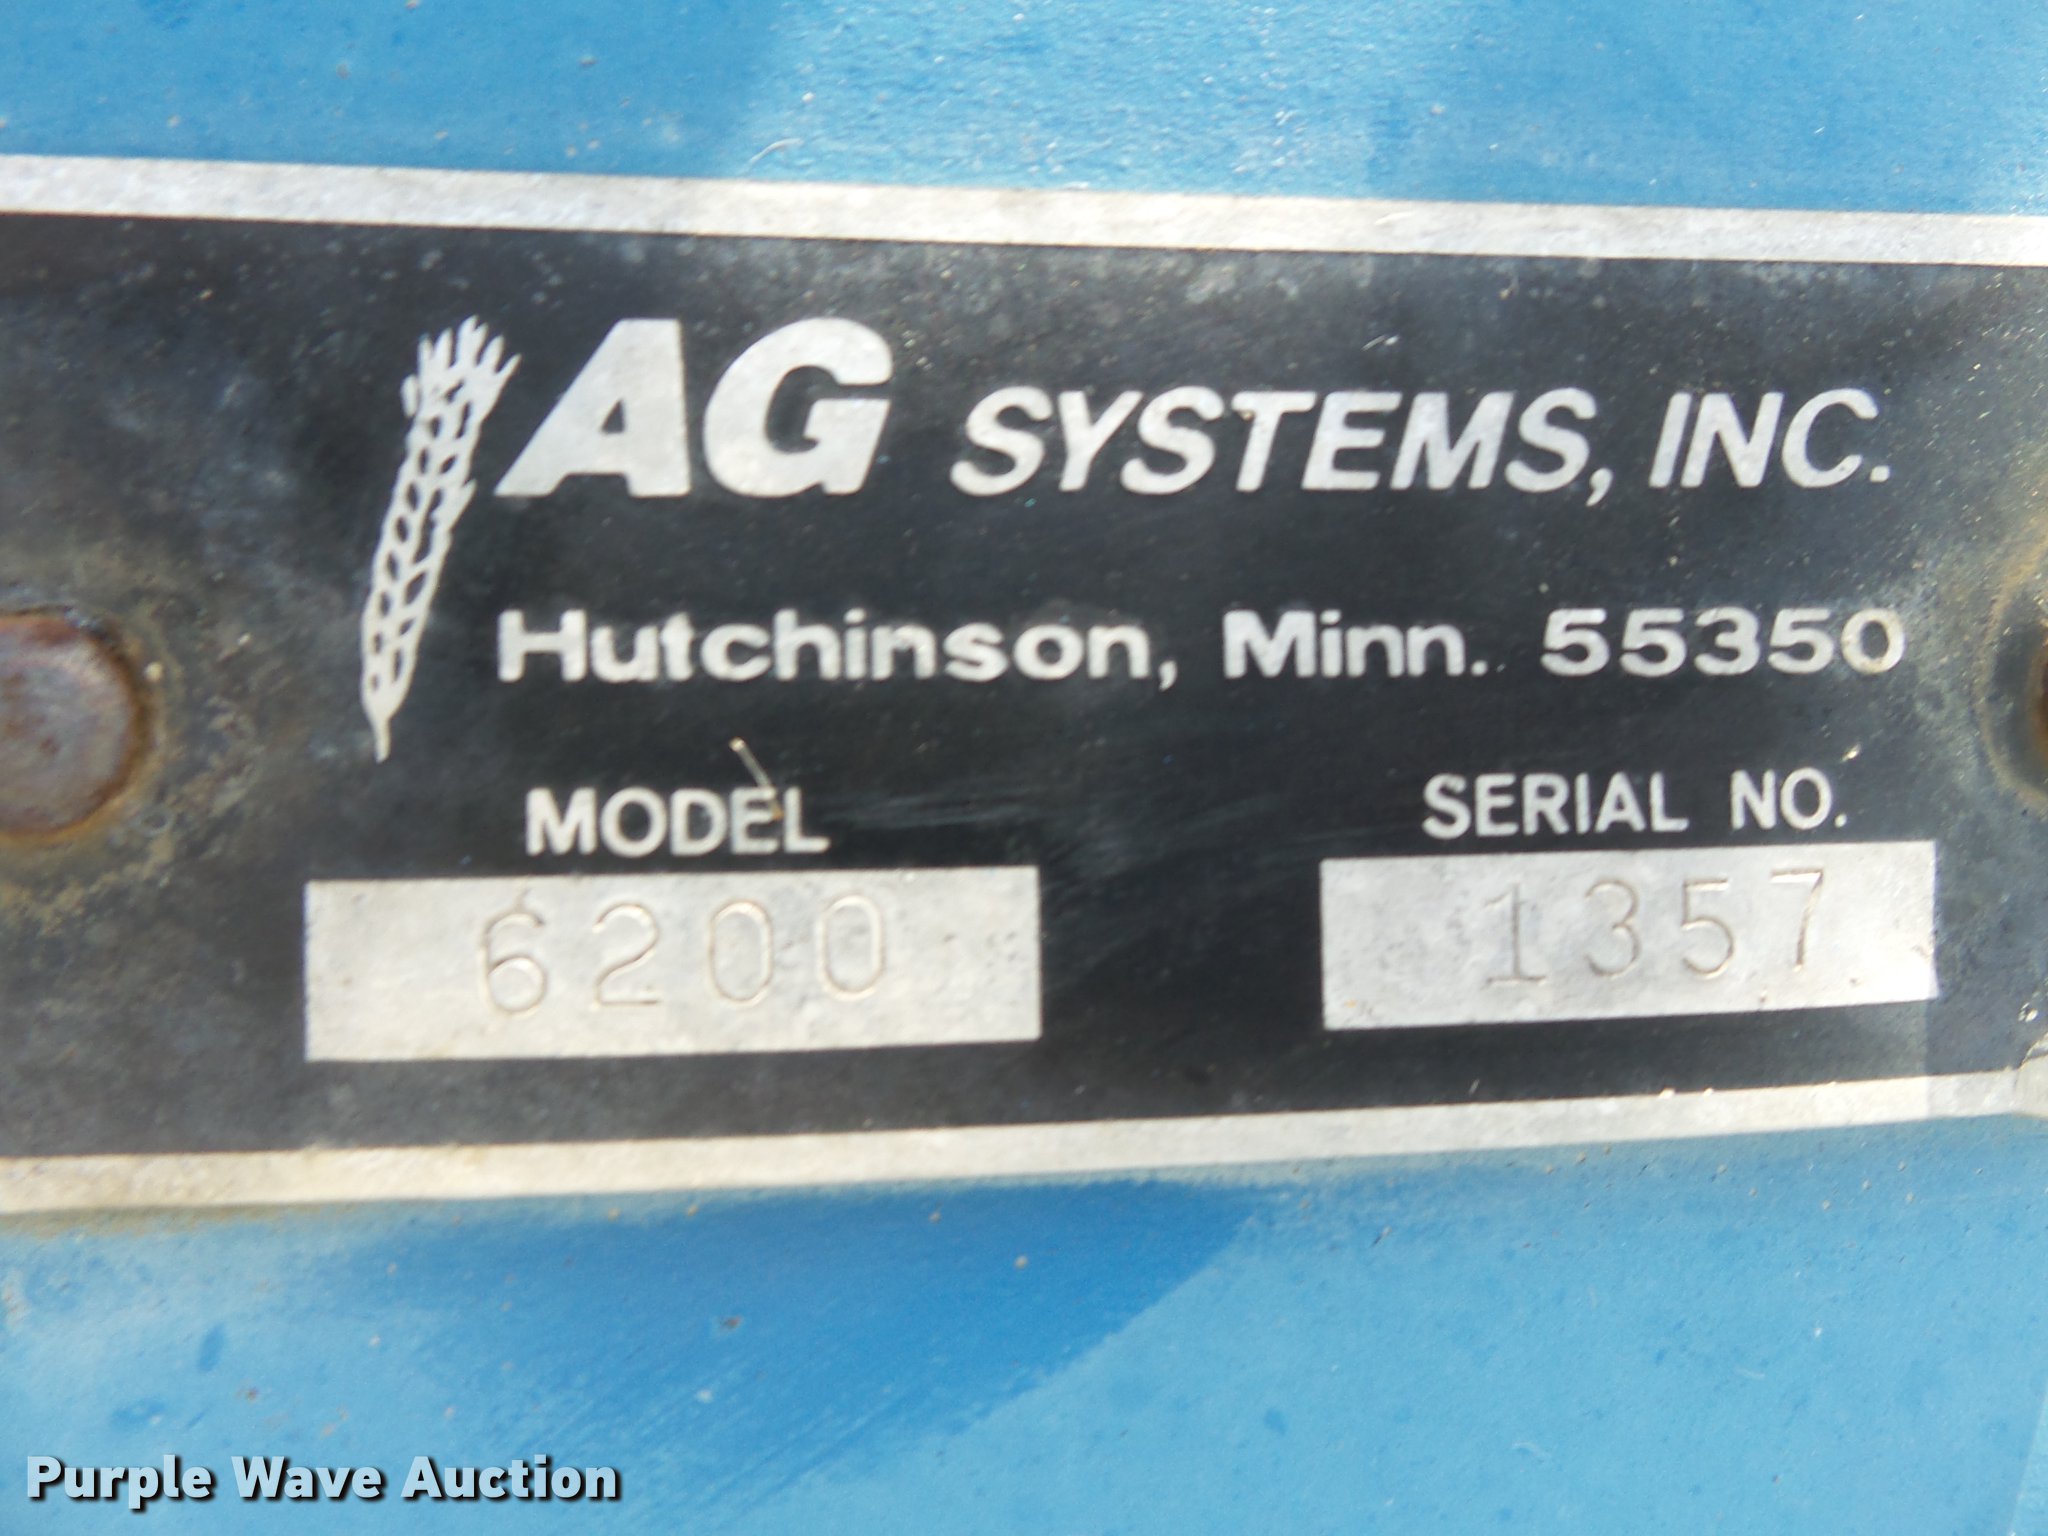 AG SYSTEMS, INC.
Hutchinson, Minn. 55350
MODEL
SERIAL NO.
6200
1357
Purple Wave Auction